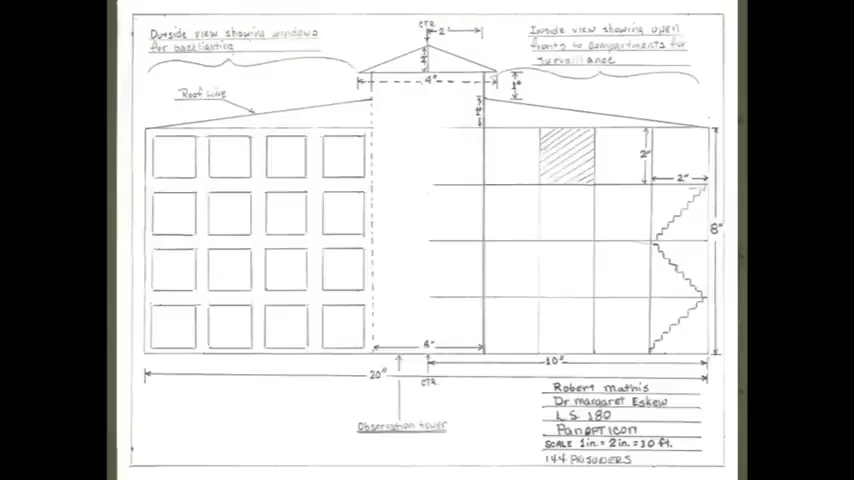 Outside view showing windows
for backlighting
CTR.
2"
Inside view showing open
fronts to compartments for
surveillance
4"
1"
Roof Line
1"
2"
2"
8"
4"
10"
20"
CTR.
Observation tower
Robert Mathis
Dr margaret Eskew
LS 180
Panopticon
SCALE 1in.= 2in.=10 ft.